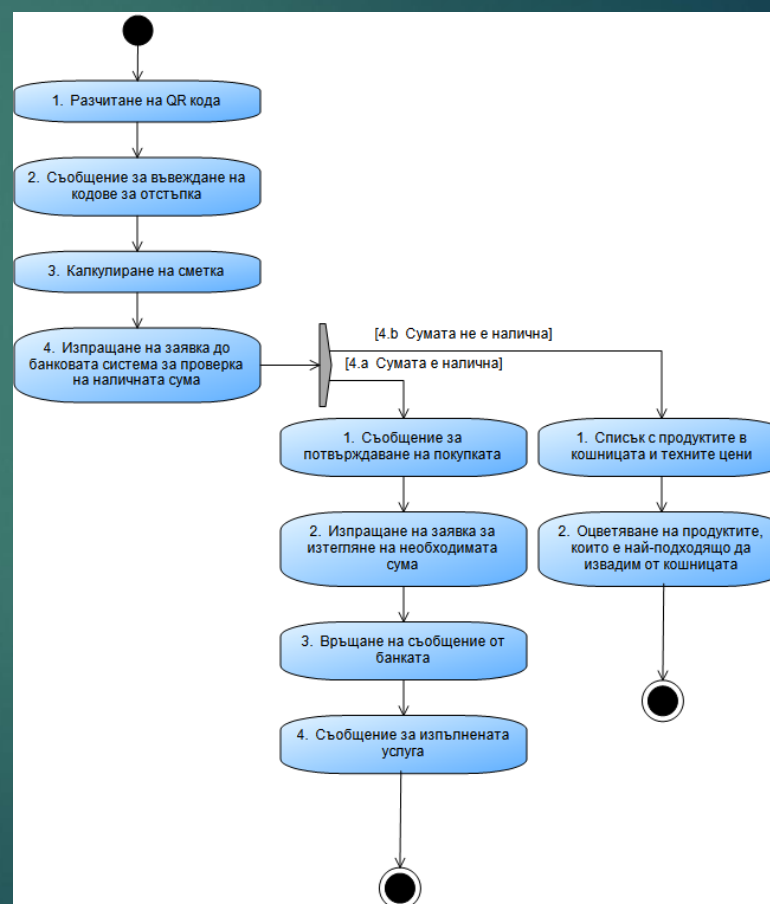 1. Разчитане на QR кода
2. Съобщение за въвеждане на
кодове за отстъпка
3. Калкулиране на сметка
4. Изпращане на заявка до
банковата система за проверка
на наличната сума
[4.b Сумата не е налична]
[4.a Сумата е налична]
1. Съобщение за
потвърждаване на покупката
2. Изпращане на заявка за
изтегляне на необходимата
сума
3. Връщане на съобщение от
банката
4. Съобщение за изпълнената
услуга
1. Списък с продуктите в
кошницата и техните цени
2. Оцветяване на продуктите,
които е най-подходящо да
извадим от кошницата